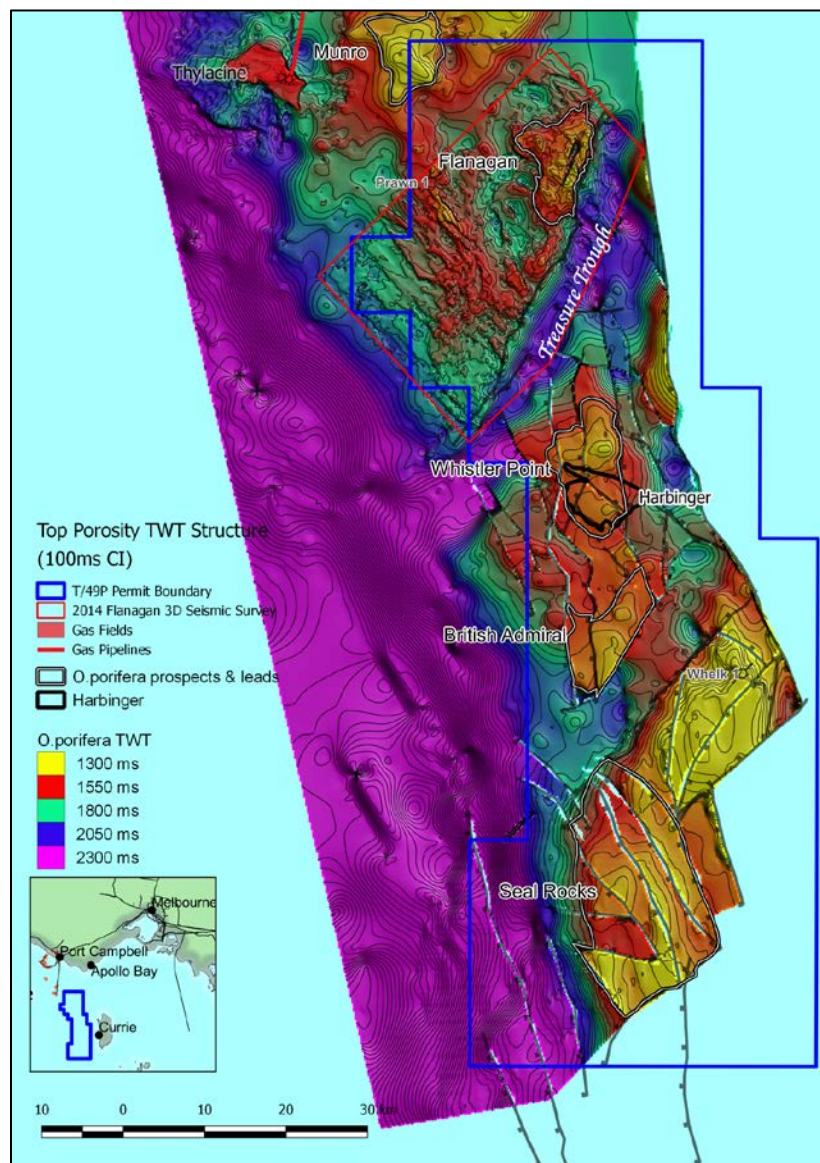 Munro
Thylacine
Flanagan
Prawn 1
Treasure Trough
Whistler Point
Harbinger
British Admiral
Whelk 1
Seal Rocks
Top Porosity TWT Structure
(100ms CI)
T/49P Permit Boundary
2014 Flanagan 3D Seismic Survey
Gas Fields
Gas Pipelines
O.porifera prospects & leads
Harbinger
O.porifera TWT
1300 ms
1550 ms
1800 ms
2050 ms
2300 ms
Melbourne
Port Campbell
Apollo Bay
Currie
10 0 10 20 30 km